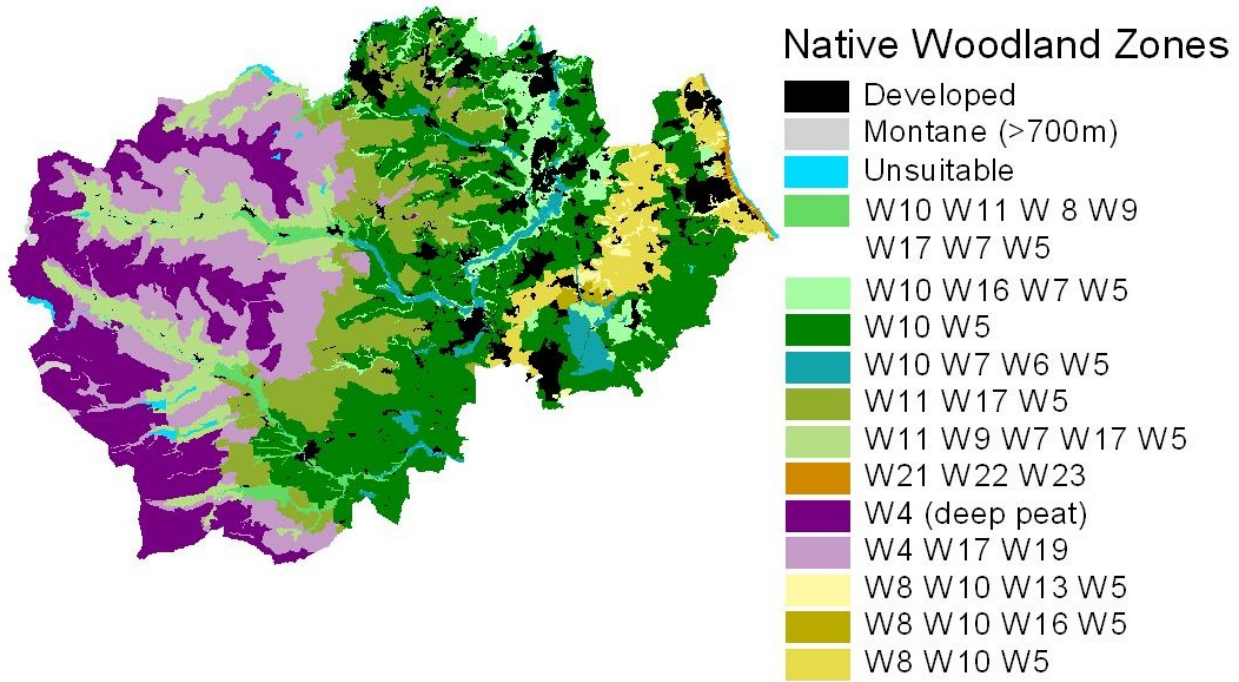 Native Woodland Zones
Developed
Montane (>700m)
Unsuitable
W10 W11 W 8 W9
W17 W7 W5
W10 W16 W7 W5
W10 W5
W10 W7 W6 W5
W11 W17 W5
W11 W9 W7 W17 W5
W21 W22 W23
W4 (deep peat)
W4 W17 W19
W8 W10 W13 W5
W8 W10 W16 W5
W8 W10 W5